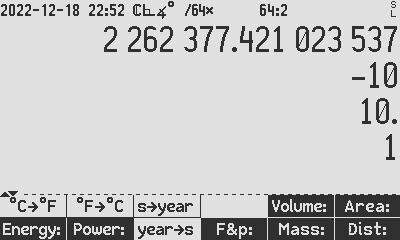 2022-12-18 22:52 ℂ∡° /64× 64:2 S L
2 262 377.421 023 537
-10
10.
1
°C→°F °F→°C s→year Volume: Area:
Energy: Power: year→s F&p: Mass: Dist: